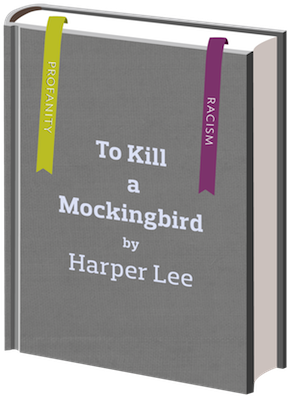 PROFANITY
RACISM
To Kill
a
Mockingbird
by
Harper Lee